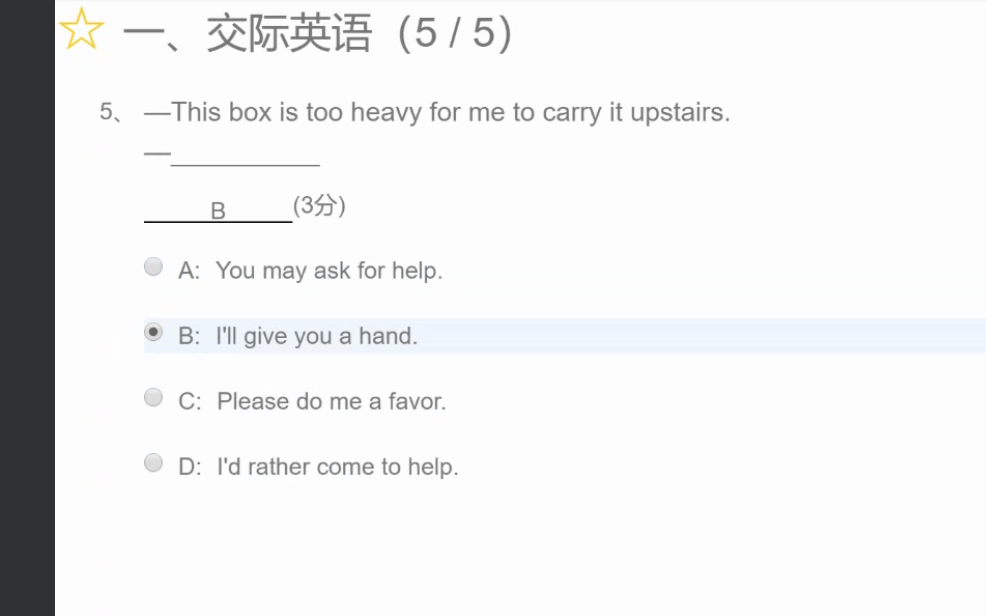 一、交际英语（5 / 5）
5、 —This box is too heavy for me to carry it upstairs.
—___________
B (3分)
A: You may ask for help.
B: I'll give you a hand.
C: Please do me a favor.
D: I'd rather come to help.